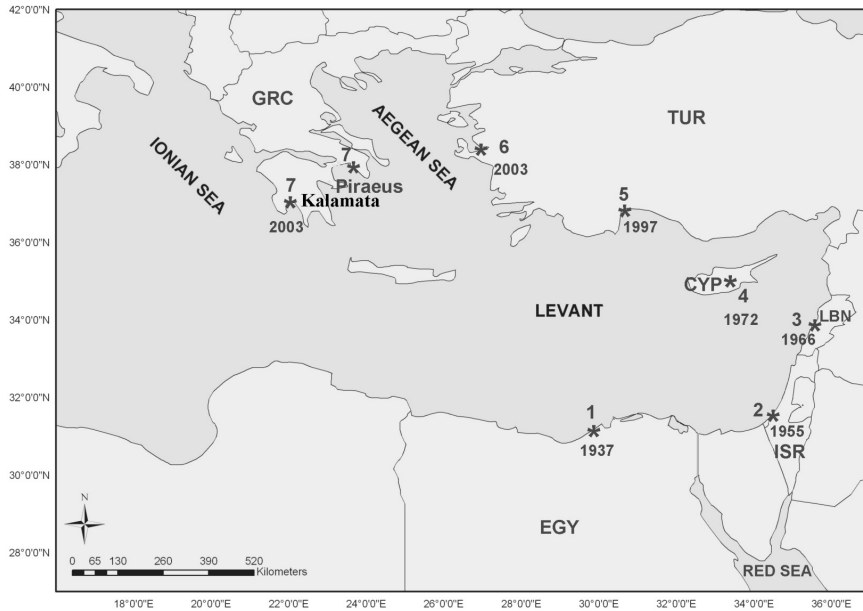 42°0'0"N
40°0'0"N
38°0'0"N
36°0'0"N
34°0'0"N
32°0'0"N
30°0'0"N
28°0'0"N
GRC
TUR
IONIAN SEA
AEGEAN SEA
6
2003
7
Piraeus
7
Kalamata
2003
5
1997
CYP
4
1972
LEVANT
3
LBN
1966
1
1937
2
1955
ISR
EGY
RED SEA
N
0 65 130 260 390 520
Kilometers
18°0'0"E 20°0'0"E 22°0'0"E 24°0'0"E 26°0'0"E 28°0'0"E 30°0'0"E 32°0'0"E 34°0'0"E 36°0'0"E